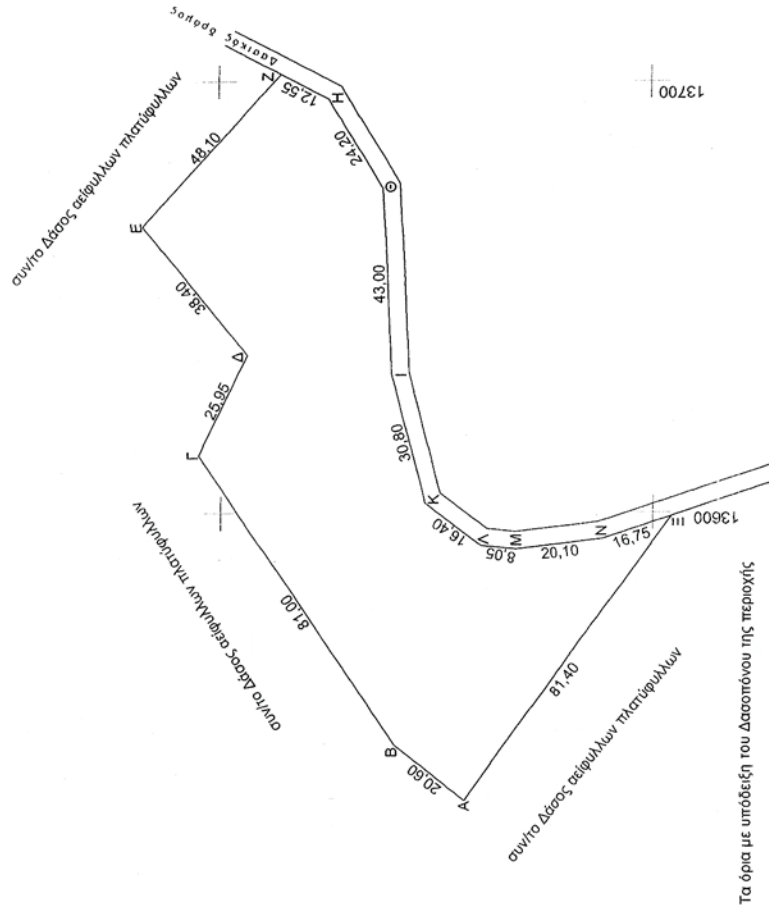 Δασικός δρόμος
συν/το Δάσος αείφυλλων πλατύφυλλων
Z
12,55
H
48,10
E
24,20
Θ
38,40
43,00
Δ
25,95
Γ
I
30,80
K
συν/το Δάσος αείφυλλων πλατύφυλλων
16,40
Λ
8,05
M
81,00
20,10
N
16,75
Ξ
B
20,60
A
81,40
συν/το Δάσος αείφυλλων πλατύφυλλων
13700
13600
Τα όρια με υπόδειξη του Δασοπόνου της περιοχής